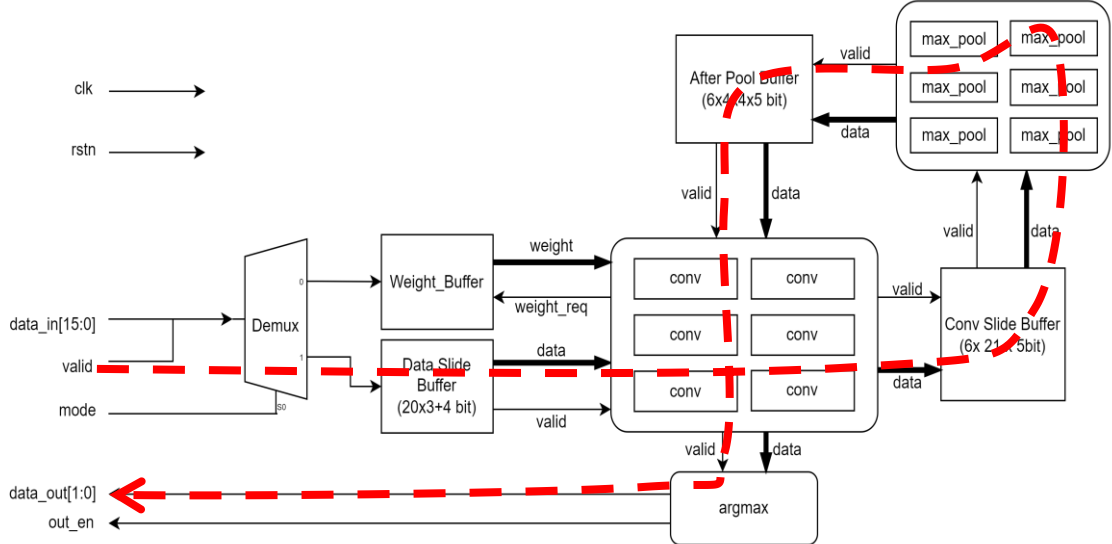 clk
rstn
data_in[15:0]
valid
mode
Demux
0
1
S0
Weight_Buffer
Data Slide
Buffer
(20x3+4 bit)
weight
weight_req
data
valid
conv
conv
conv
conv
conv
conv
After Pool Buffer
(6x4x4x5 bit)
valid
data
valid
data
max_pool
max_pool
max_pool
max_pool
max_pool
max_pool
valid
data
Conv Slide Buffer
(6x 21 x 5bit)
valid
data
valid
data
argmax
data_out[1:0]
out_en